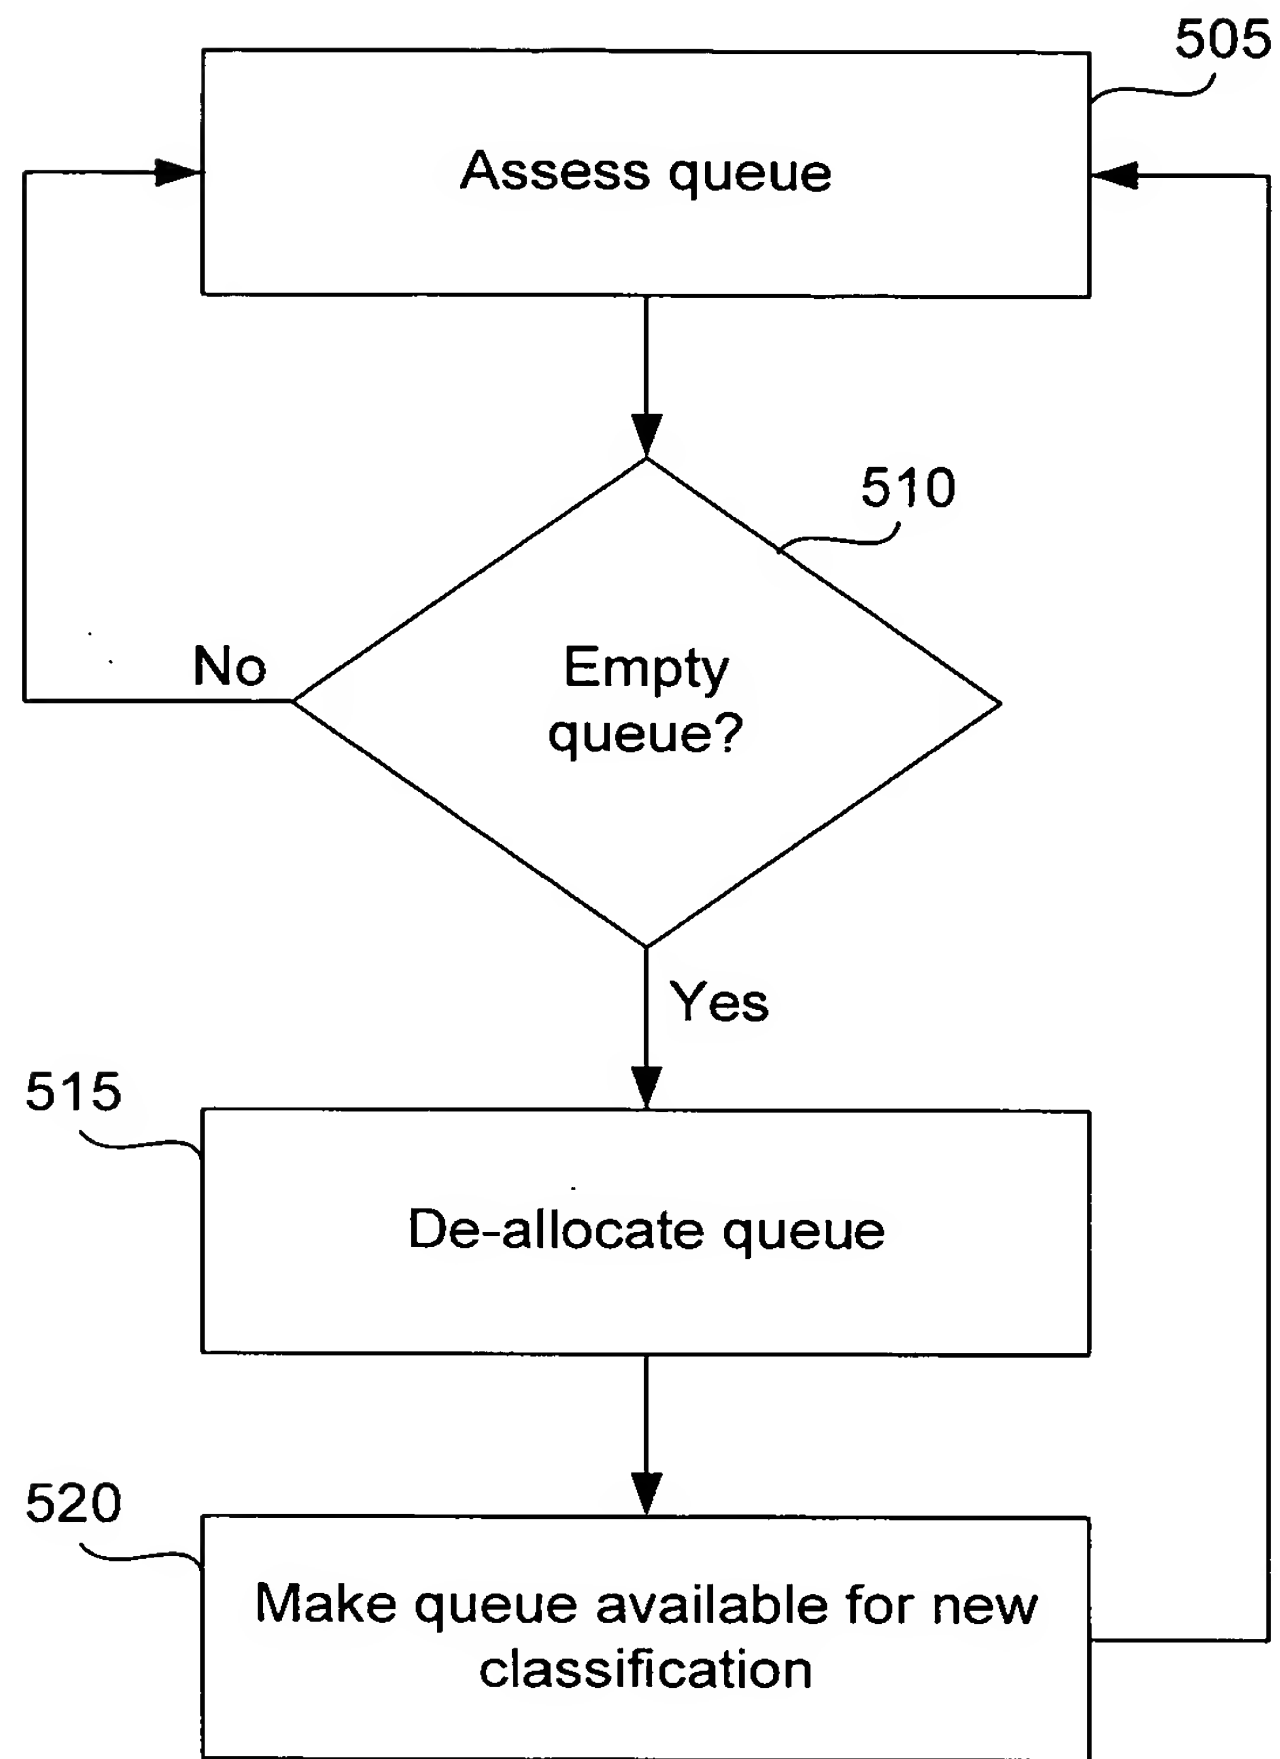 505
Assess queue
510
No
Empty
queue?
Yes
515
De-allocate queue
520
Make queue available for new
classification